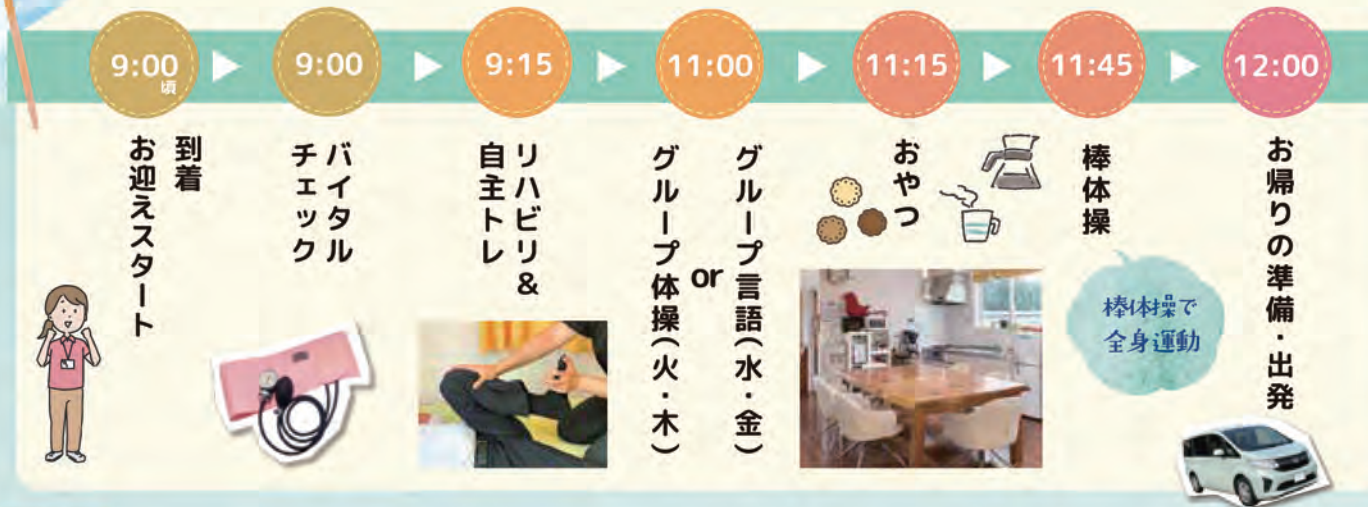 9:00
頃
9:00
9:15
11:00
11:15
11:45
12:00
到着
お迎えスタート
バイタル
チェック
リハビリ&
自主トレ
グループ言語(水・金)
or
グループ体操(火・木)
おやつ
棒体操
棒体操で
全身運動
お帰りの準備・出発